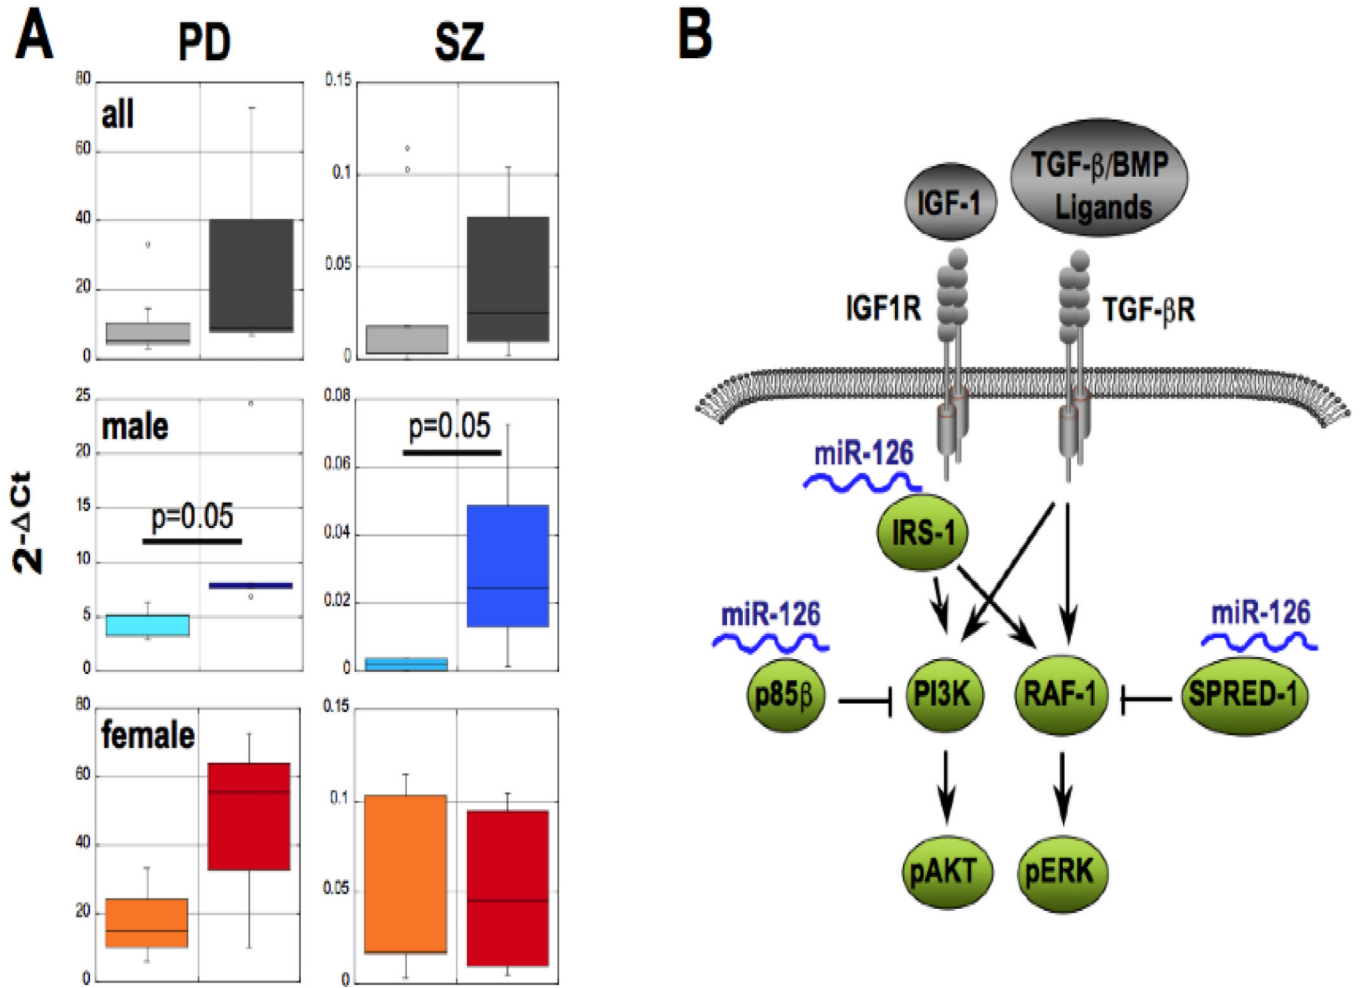 A
PD
SZ
all
80
60
40
20
0
0.15
0.1
0.05
0
2-ΔCt
male
p=0.05
25
20
15
10
5
0
p=0.05
0.08
0.06
0.04
0.02
0
female
60
40
20
0
0.15
0.1
0.05
0
B
IGF-1
TGF-β/BMP
Ligands
IGF1R
TGF-βR
miR-126
IRS-1
miR-126
miR-126
p85β
PI3K
RAF-1
SPRED-1
pAKT
pERK